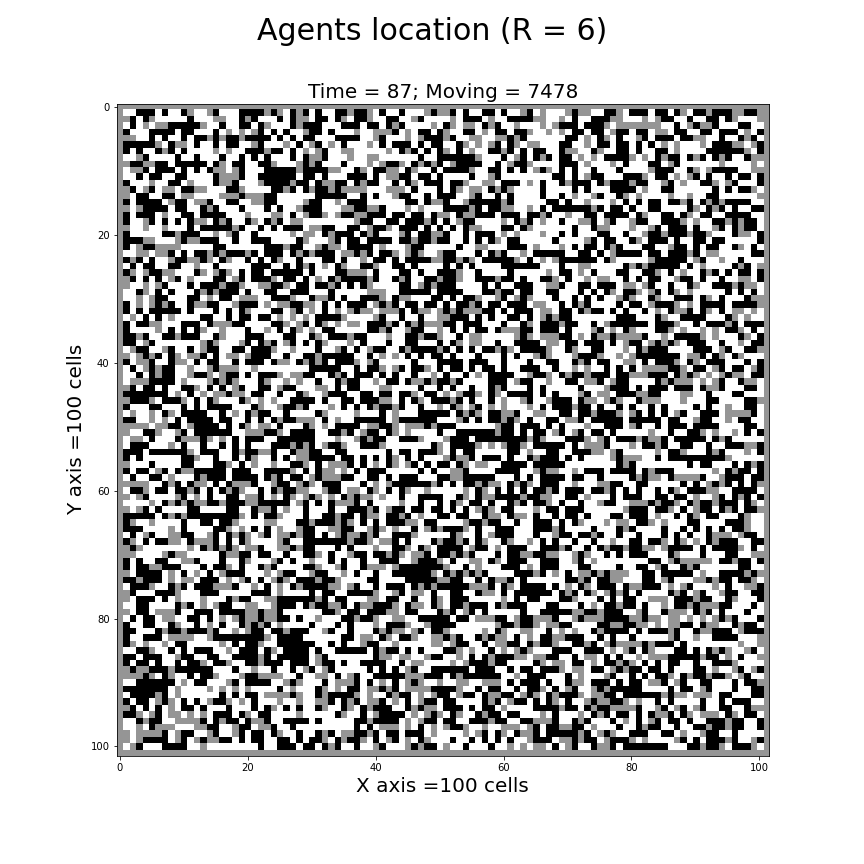 Agents location (R = 6)
Time = 87; Moving = 7478
0
20
40
60
80
100
Y axis =100 cells
0 20 40 60 80 100
X axis =100 cells